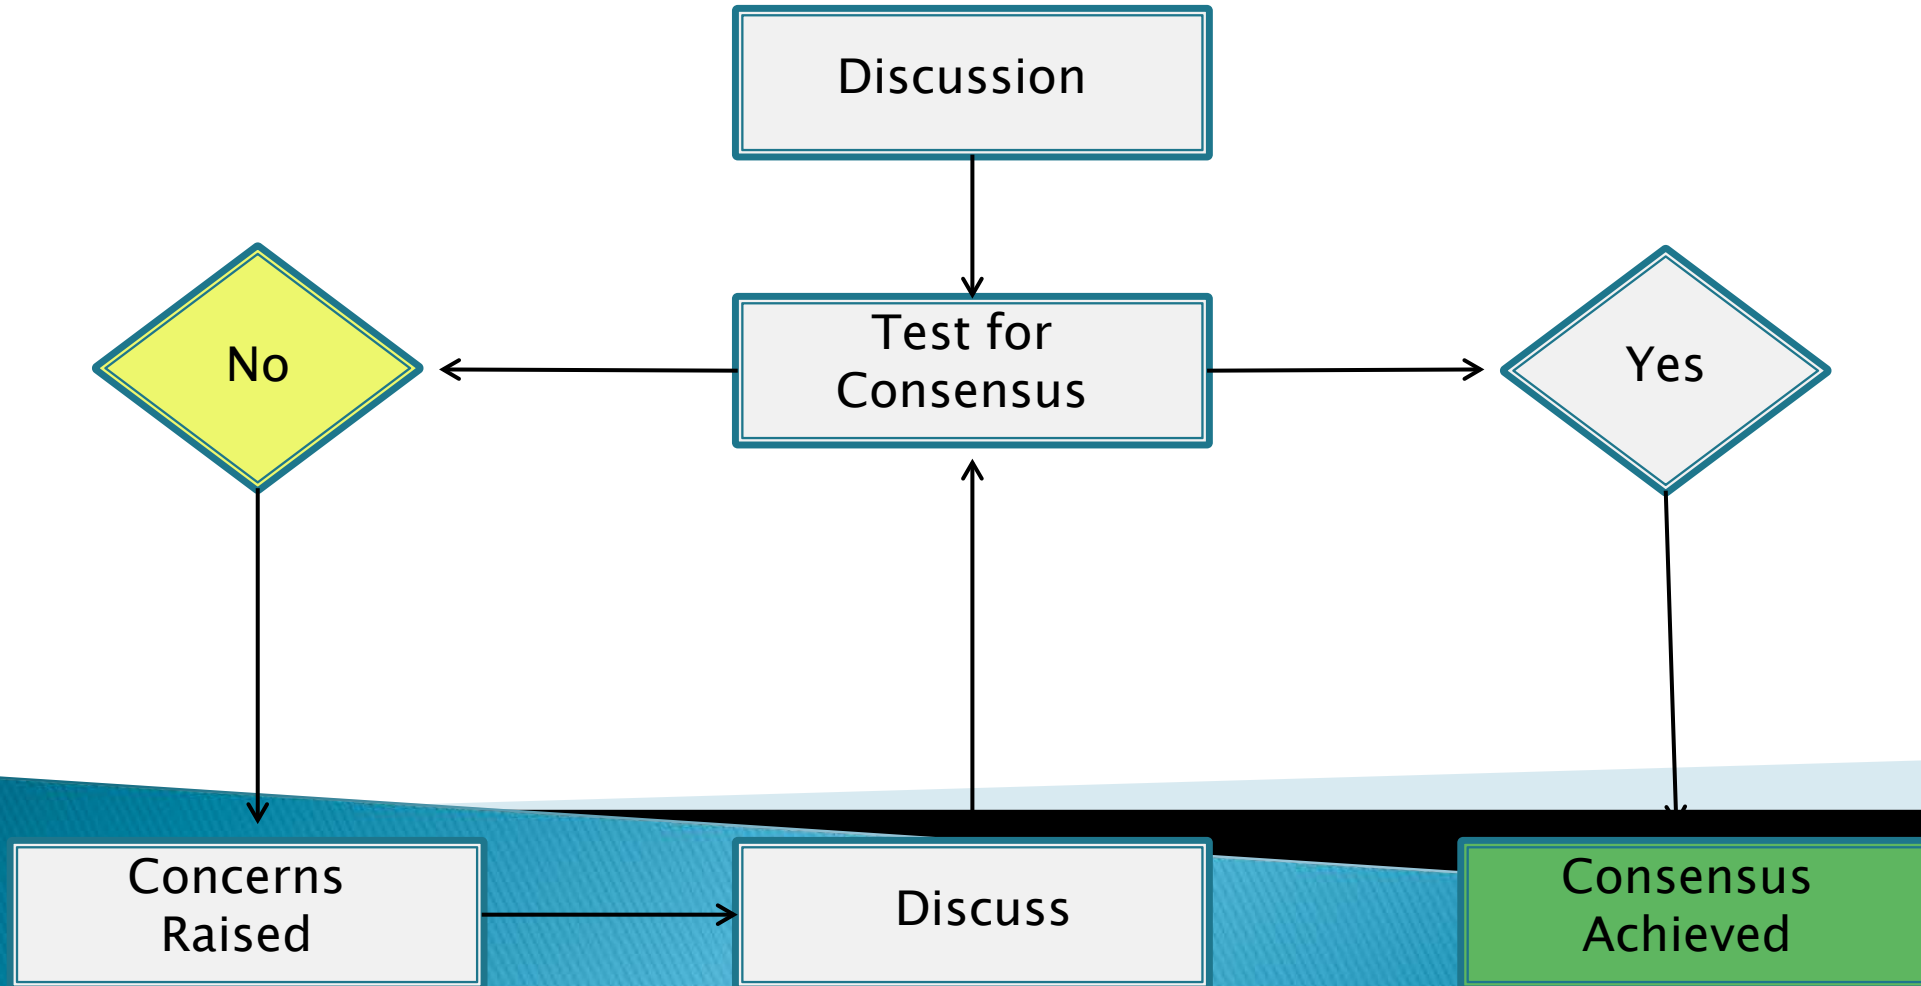 Discussion
No
Test for
Consensus
Yes
Concerns
Raised
Discuss
Consensus
Achieved